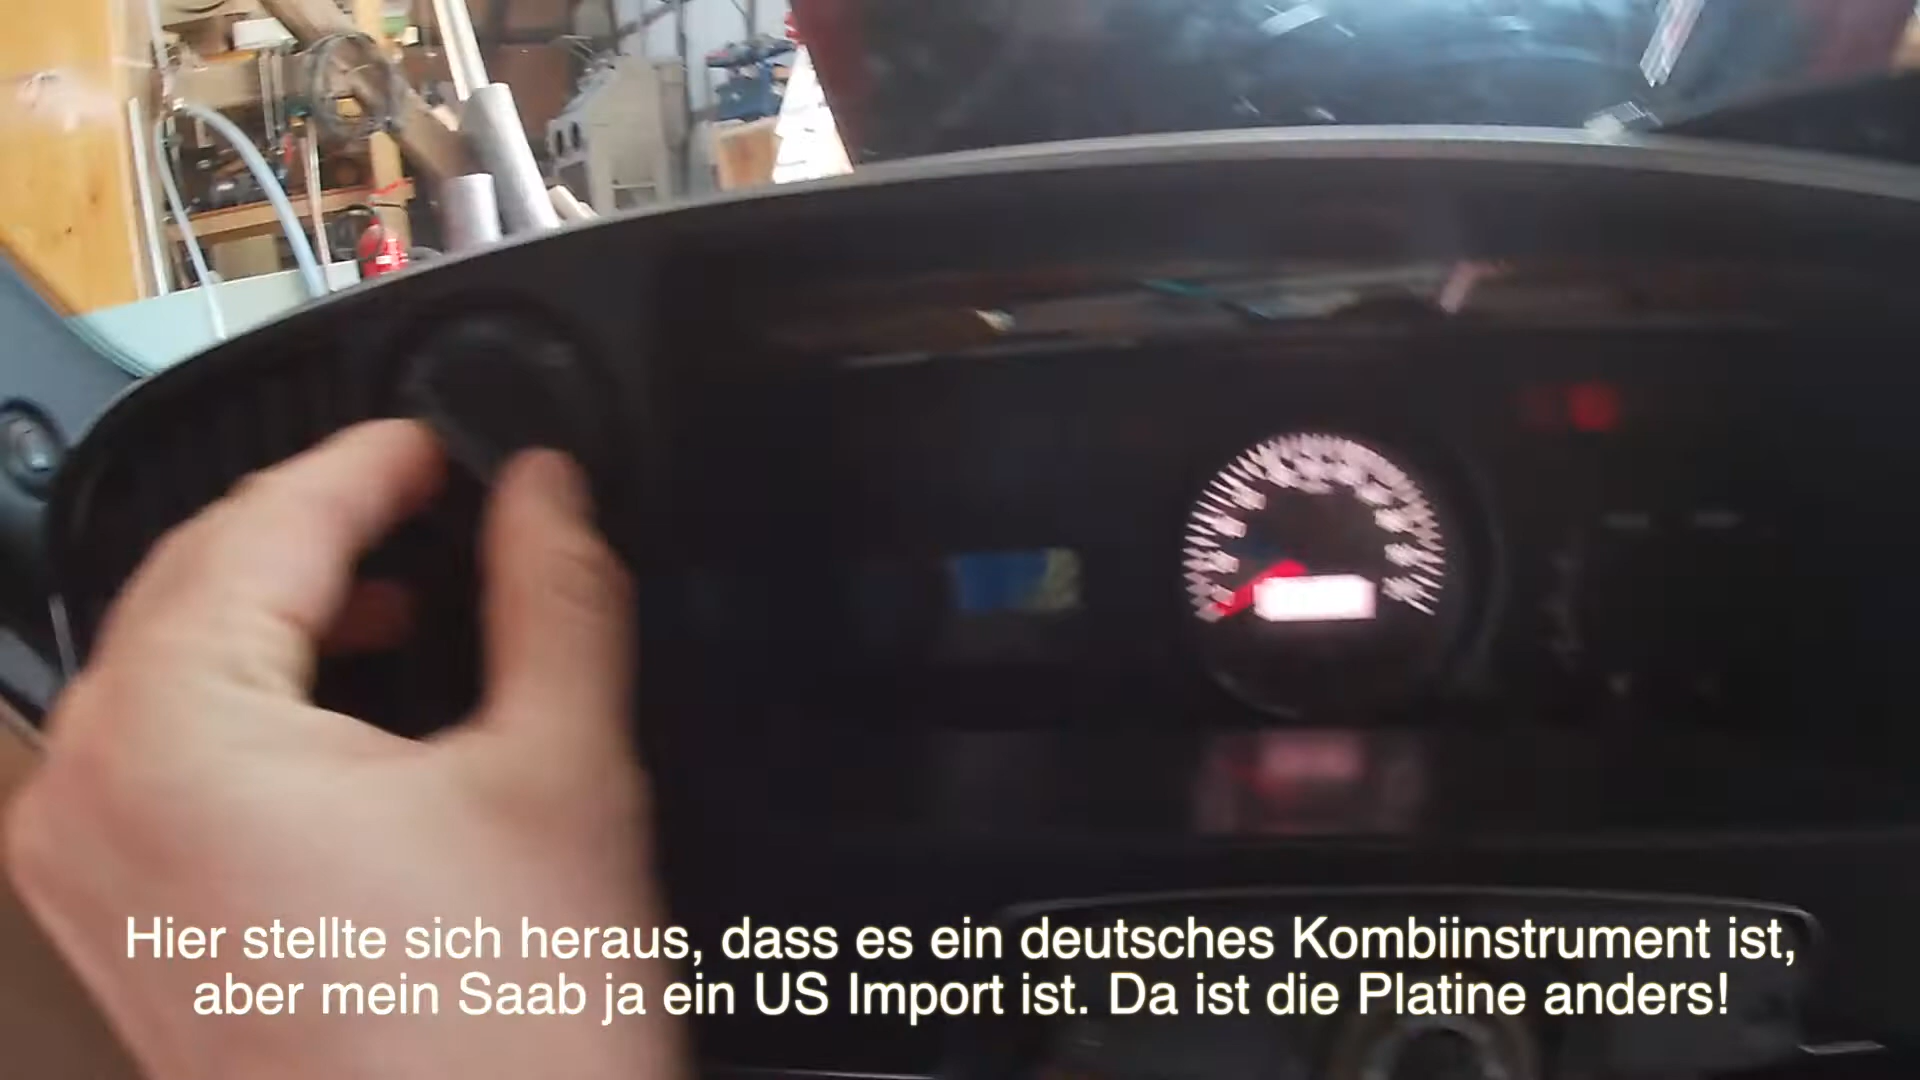 Hier stellte sich heraus, dass es ein deutsches Kombiinstrument ist,
aber mein Saab ja ein US Import ist. Da ist die Platine anders!